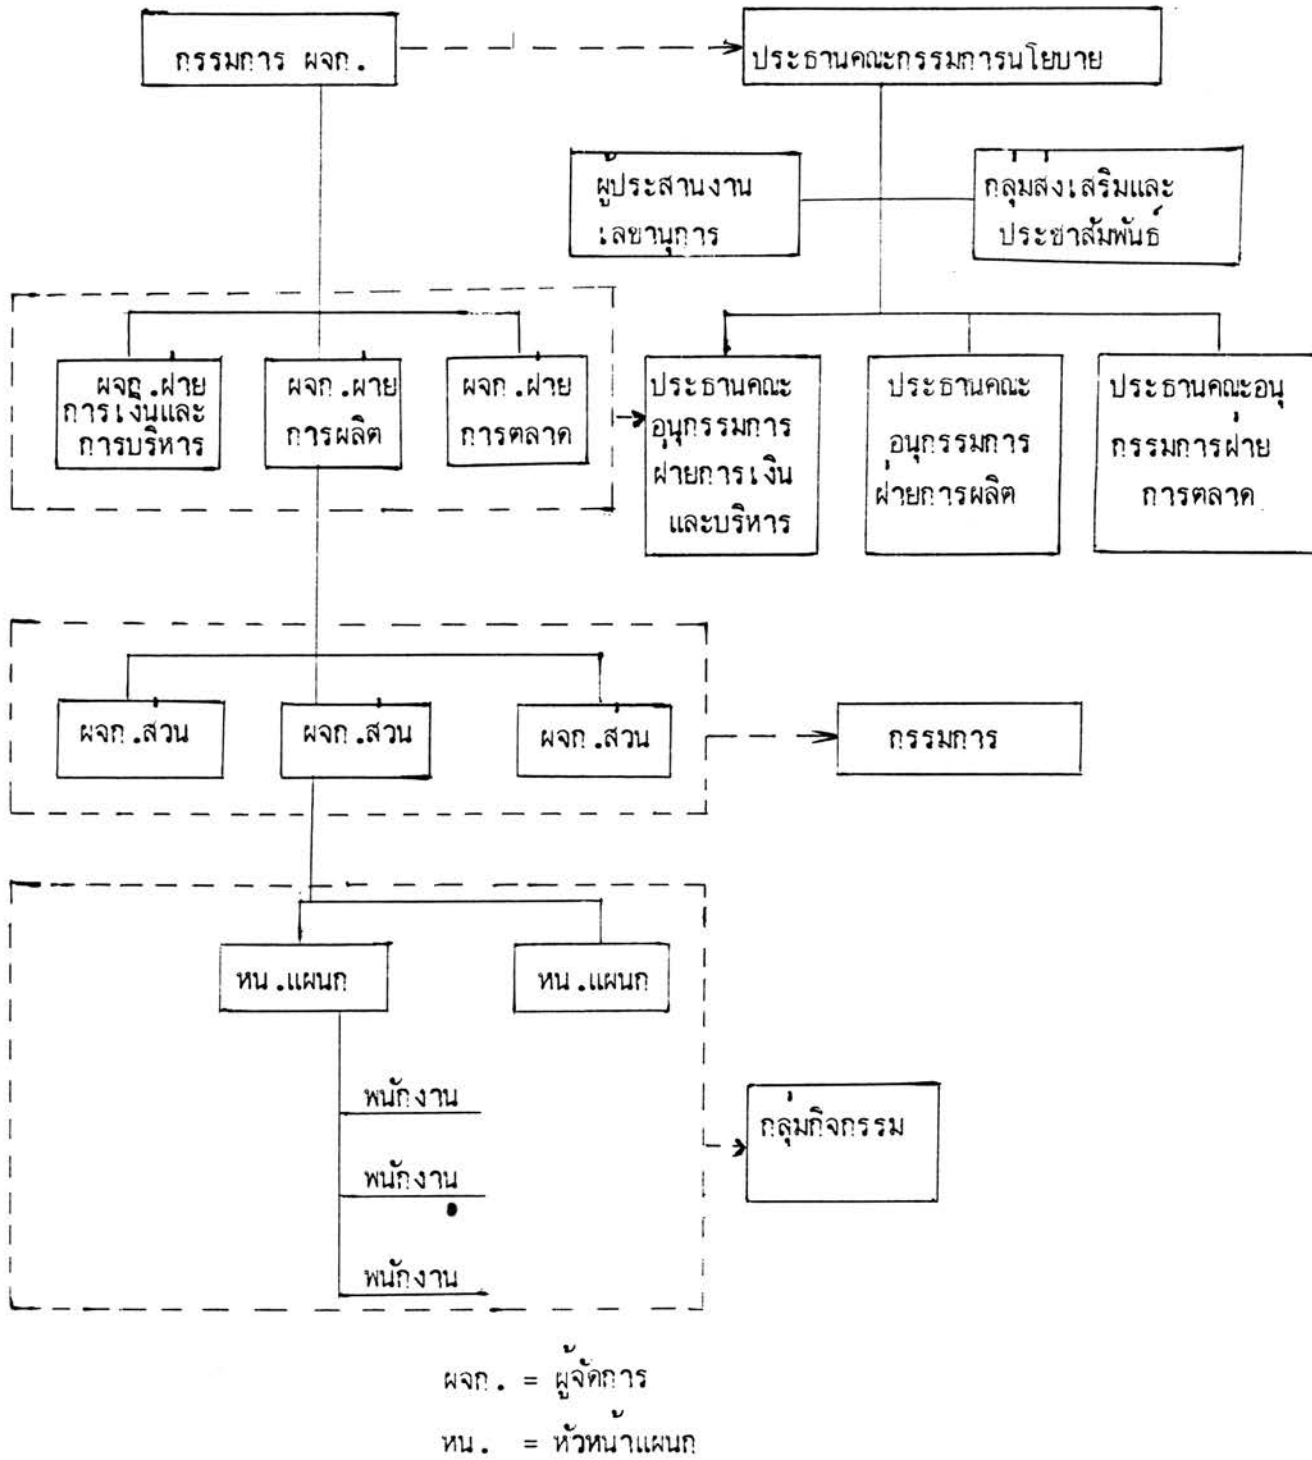 กรรมการ ผจก.
ประธานคณะกรรมการนโยบาย
ผู้ประสานงาน
เลขานุการ
กลุ่มส่งเสริมและ
ประชาสัมพันธ์
ผจก.ฝ่าย
การเงินและ
การบริหาร
ผจก.ฝาย
การผลิต
ผจก.ฝ่าย
การตลาด
ประธานคณะ
อนุกรรมการ
ฝ่ายการเงิน
และบริหาร
ประธานคณะ
อนุกรรมการ
ฝ่ายการผลิต
ประธานคณะอนุ
กรรมการฝ่าย
การตลาด
ผจก.ส่วน
ผจก.ส่วน
ผจก.ส่วน
กรรมการ
หน.แผนก
หน.แผนก
พนักงาน
พนักงาน
พนักงาน
กลุ่มกิจกรรม
ผจก. = ผู้จัดการ
หน. = หัวหน้าแผนก